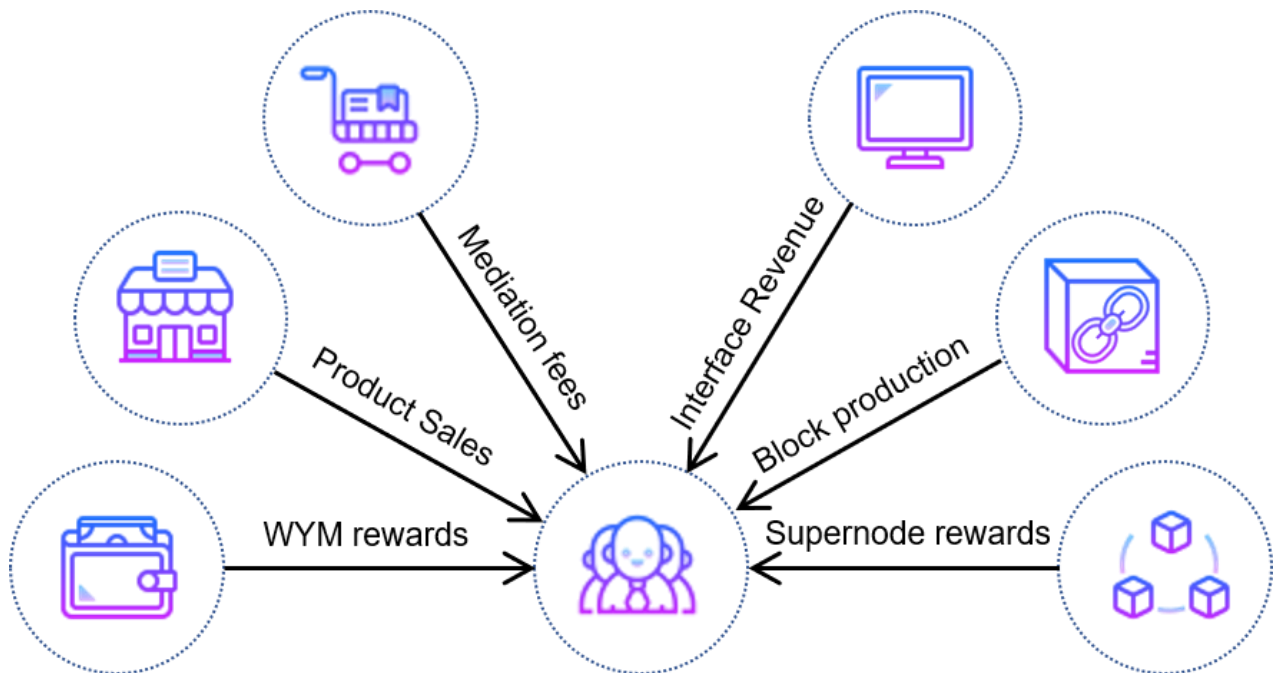 Mediation fees
Interface Revenue
Product Sales
Block production
WYM rewards
Supernode rewards